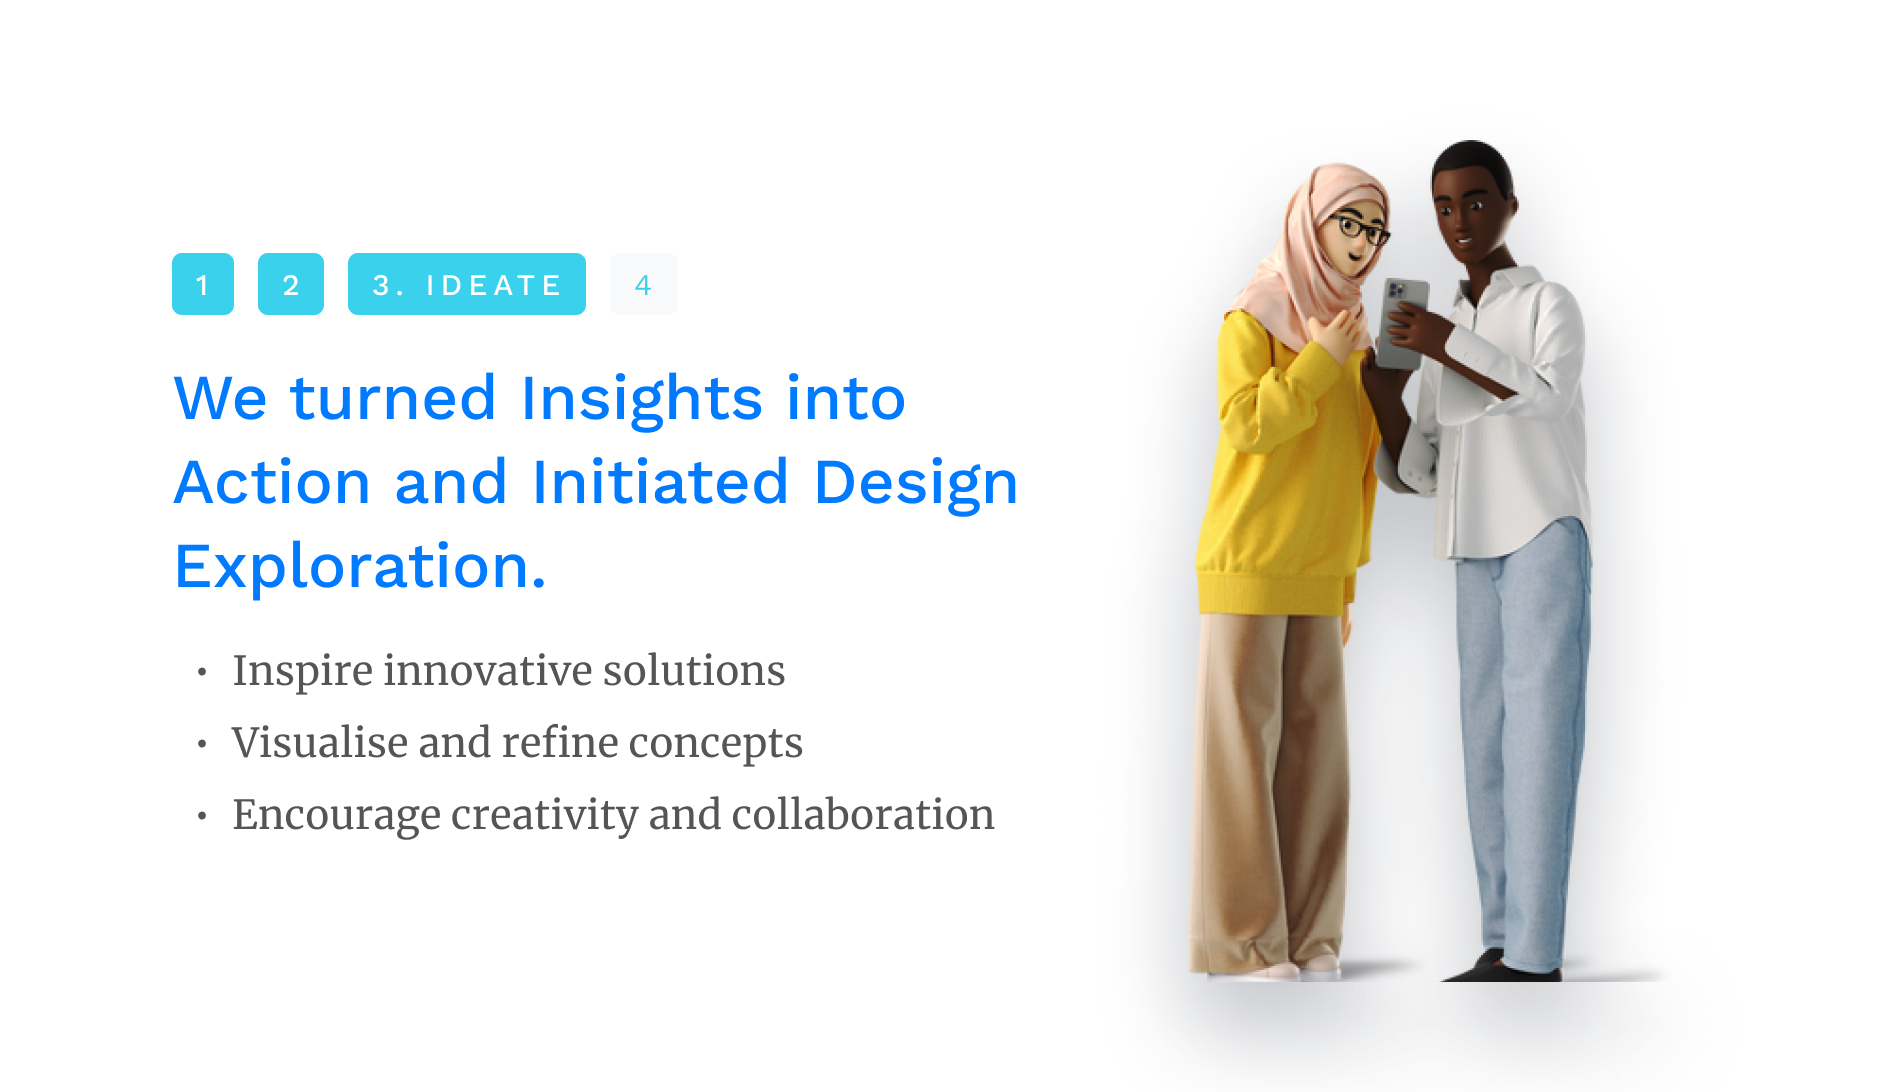 1 2 3. IDEATE 4
We turned Insights into
Action and Initiated Design
Exploration.
• Inspire innovative solutions
• Visualise and refine concepts
• Encourage creativity and collaboration